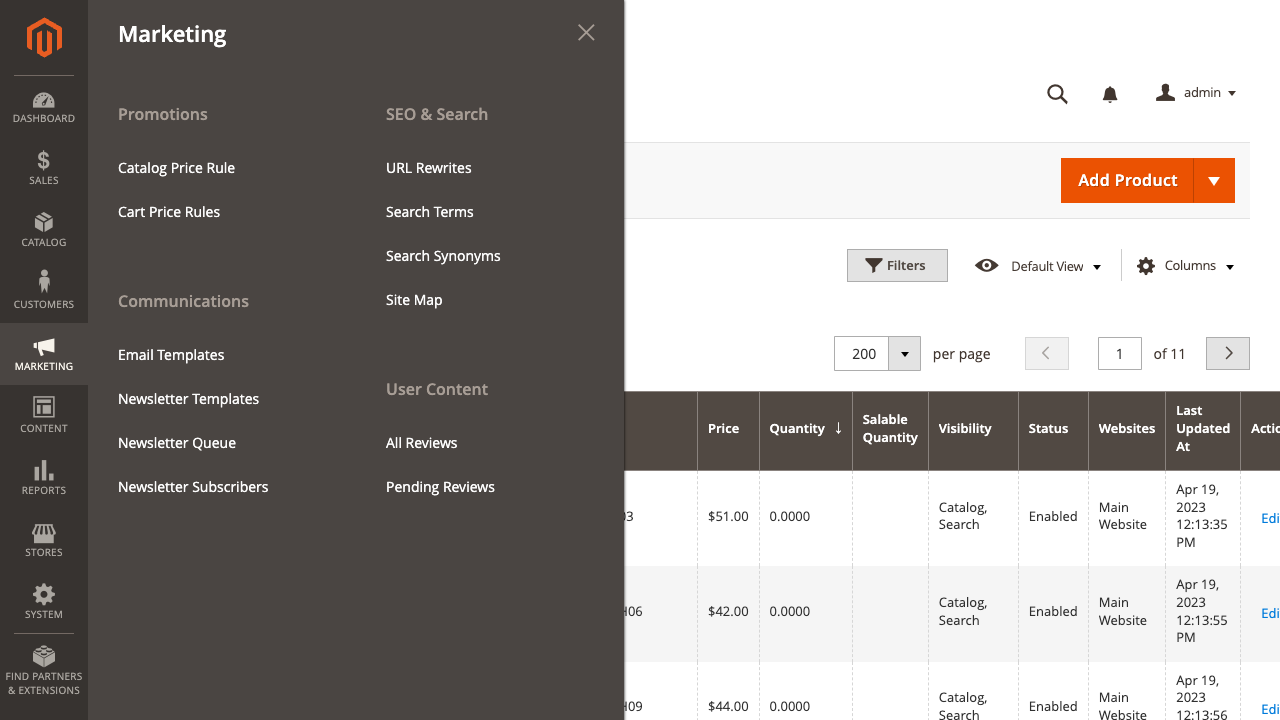 DASHBOARD
SALES
CATALOG
CUSTOMERS
MARKETING
CONTENT
REPORTS
STORES
SYSTEM
FIND PARTNERS
& EXTENSIONS
Marketing
Promotions
Catalog Price Rule
Cart Price Rules
Communications
Email Templates
Newsletter Templates
Newsletter Queue
Newsletter Subscribers
SEO & Search
URL Rewrites
Search Terms
Search Synonyms
Site Map
User Content
All Reviews
Pending Reviews
admin
Add Product
Filters
Default View
Columns
200
per page
1
of 11
Price
Quantity ↓
Salable
Quantity
Visibility
Status
Websites
Last
Updated
At
Actio
03
$51.00
0.0000
Catalog,
Search
Enabled
Main
Website
Apr 19,
2023
12:13:35
PM
Edi
H06
$42.00
0.0000
Catalog,
Search
Enabled
Main
Website
Apr 19,
2023
12:13:55
PM
Edi
H09
$44.00
0.0000
Catalog,
Search
Enabled
Main
Website
Apr 19,
2023
12:13:56
Edi